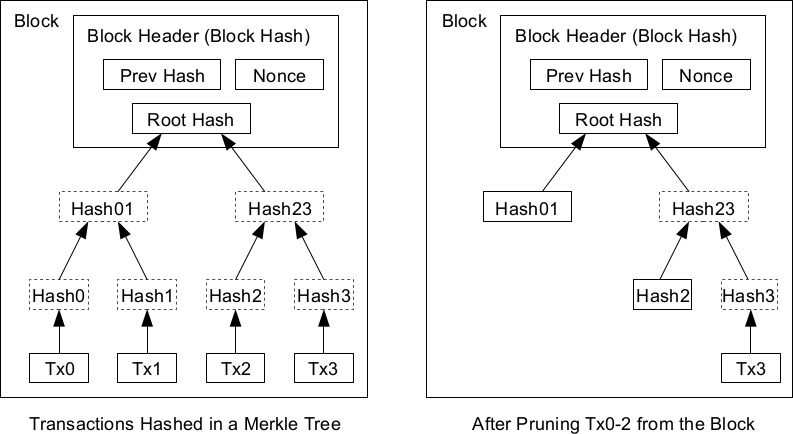 Block
Block Header (Block Hash)
Prev Hash
Nonce
Root Hash
Hash01
Hash23
Hash0
Hash1
Hash2
Hash3
Tx0
Tx1
Tx2
Tx3
Transactions Hashed in a Merkle Tree
Block
Block Header (Block Hash)
Prev Hash
Nonce
Root Hash
Hash01
Hash23
Hash2
Hash3
Tx3
After Pruning Tx0-2 from the Block